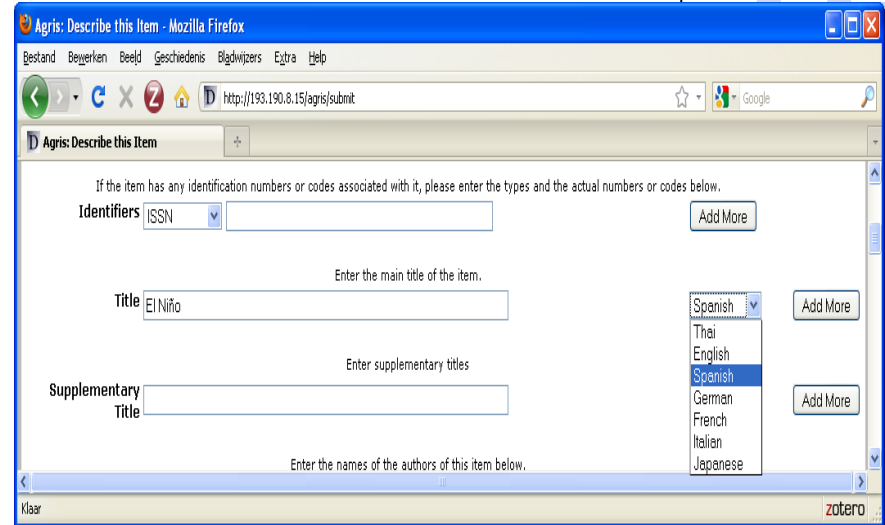 Agris: Describe this Item - Mozilla Firefox
Bestand Bewerken Beeld Geschiedenis Bladwijzers Extra Help
Z D http://193.190.8.15/agris/submit Google
D Agris: Describe this Item
If the item has any identification numbers or codes associated with it, please enter the types and the actual numbers or codes below.
Identifiers ISSN Add More
Enter the main title of the item.
Title El Niño Spanish Add More
Thai
English
Spanish
German
French
Italian
Japanese
Enter supplementary titles
Supplementary
Title Add More
Enter the names of the authors of this item below.
Klaar zotero